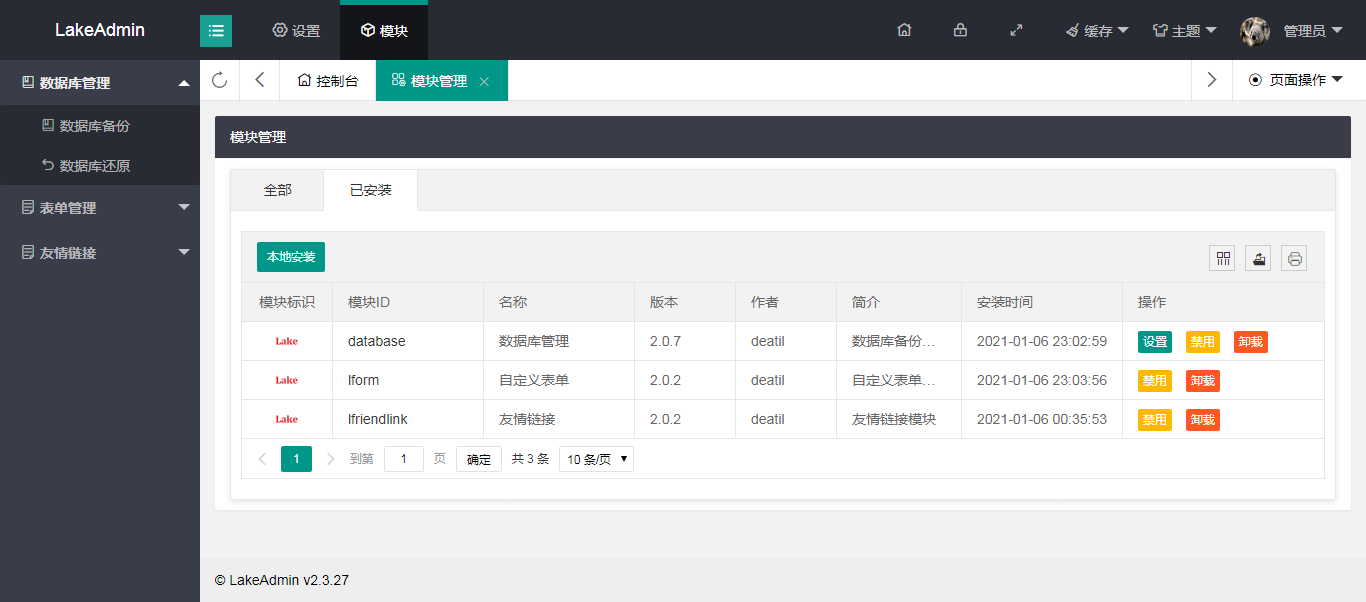 LakeAdmin 设置 模块 缓存 主题 管理员
数据库管理
数据库备份
数据库还原
表单管理
友情链接
控制台 模块管理 页面操作
模块管理
全部 已安装
本地安装
模块标识 模块ID 名称 版本 作者 简介 安装时间 操作
Lake database 数据库管理 2.0.7 deatil 数据库备份... 2021-01-06 23:02:59 设置 禁用 卸载
Lake lform 自定义表单 2.0.2 deatil 自定义表单... 2021-01-06 23:03:56 禁用 卸载
Lake lfriendlink 友情链接 2.0.2 deatil 友情链接模块 2021-01-06 00:35:53 禁用 卸载
1 到第 1 页 确定 共 3 条 10 条/页
© LakeAdmin v2.3.27